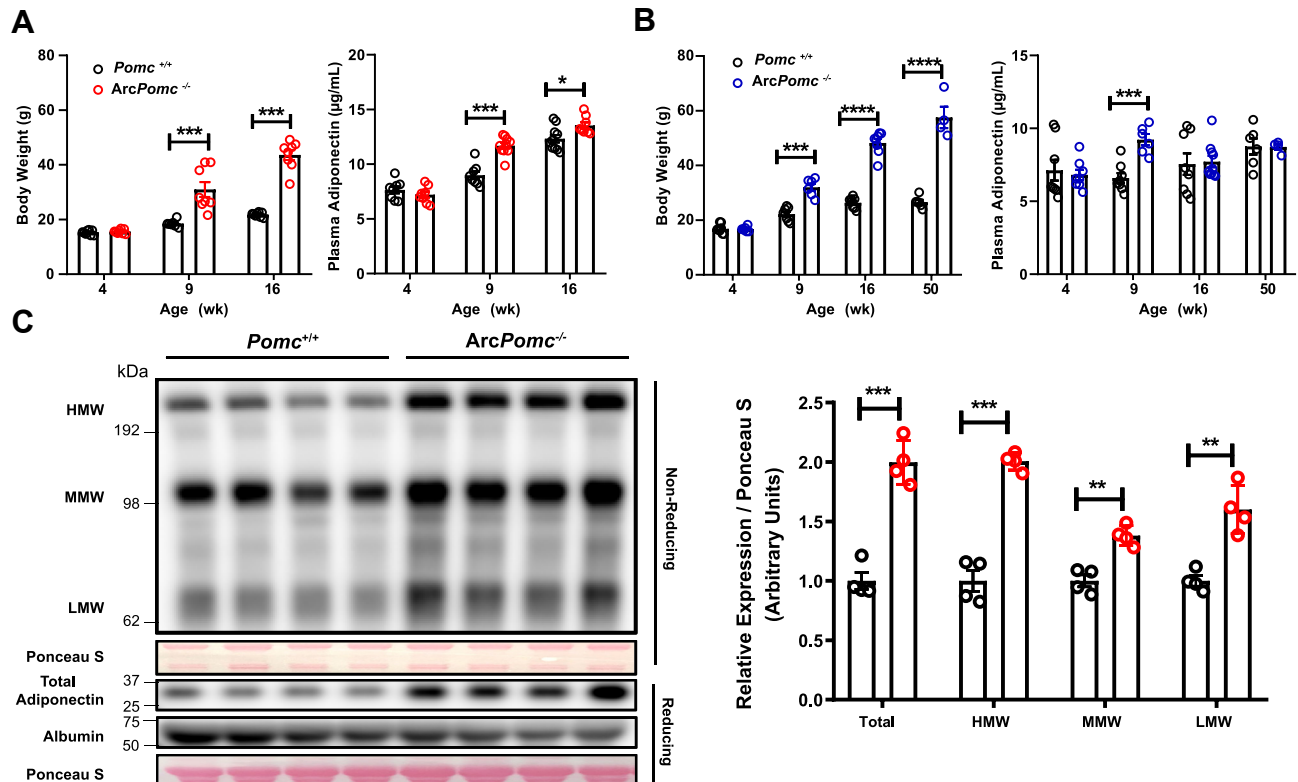 A
Body Weight (g)
80
60
40
20
0
Pomc +/+
ArcPomc -/-
***
***
4
9
16
Age (wk)
Plasma Adiponectin (µg/mL)
20
15
10
5
0
***
*
4
9
16
Age (wk)
B
Body Weight (g)
80
60
40
20
0
Pomc +/+
ArcPomc -/-
***
****
****
4
9
16
50
Age (wk)
Plasma Adiponectin (µg/mL)
15
10
5
0
***
4
9
16
50
Age (wk)
C
Pomc+/+
ArcPomc-/-
kDa
HMW
192
MMW
98
LMW
62
Ponceau S
Non-Reducing
Total
Adiponectin
37
25
Albumin
75
50
Ponceau S
Reducing
Relative Expression / Ponceau S
(Arbitrary Units)
2.5
2.0
1.5
1.0
0.5
0.0
***
***
**
**
Total
HMW
MMW
LMW